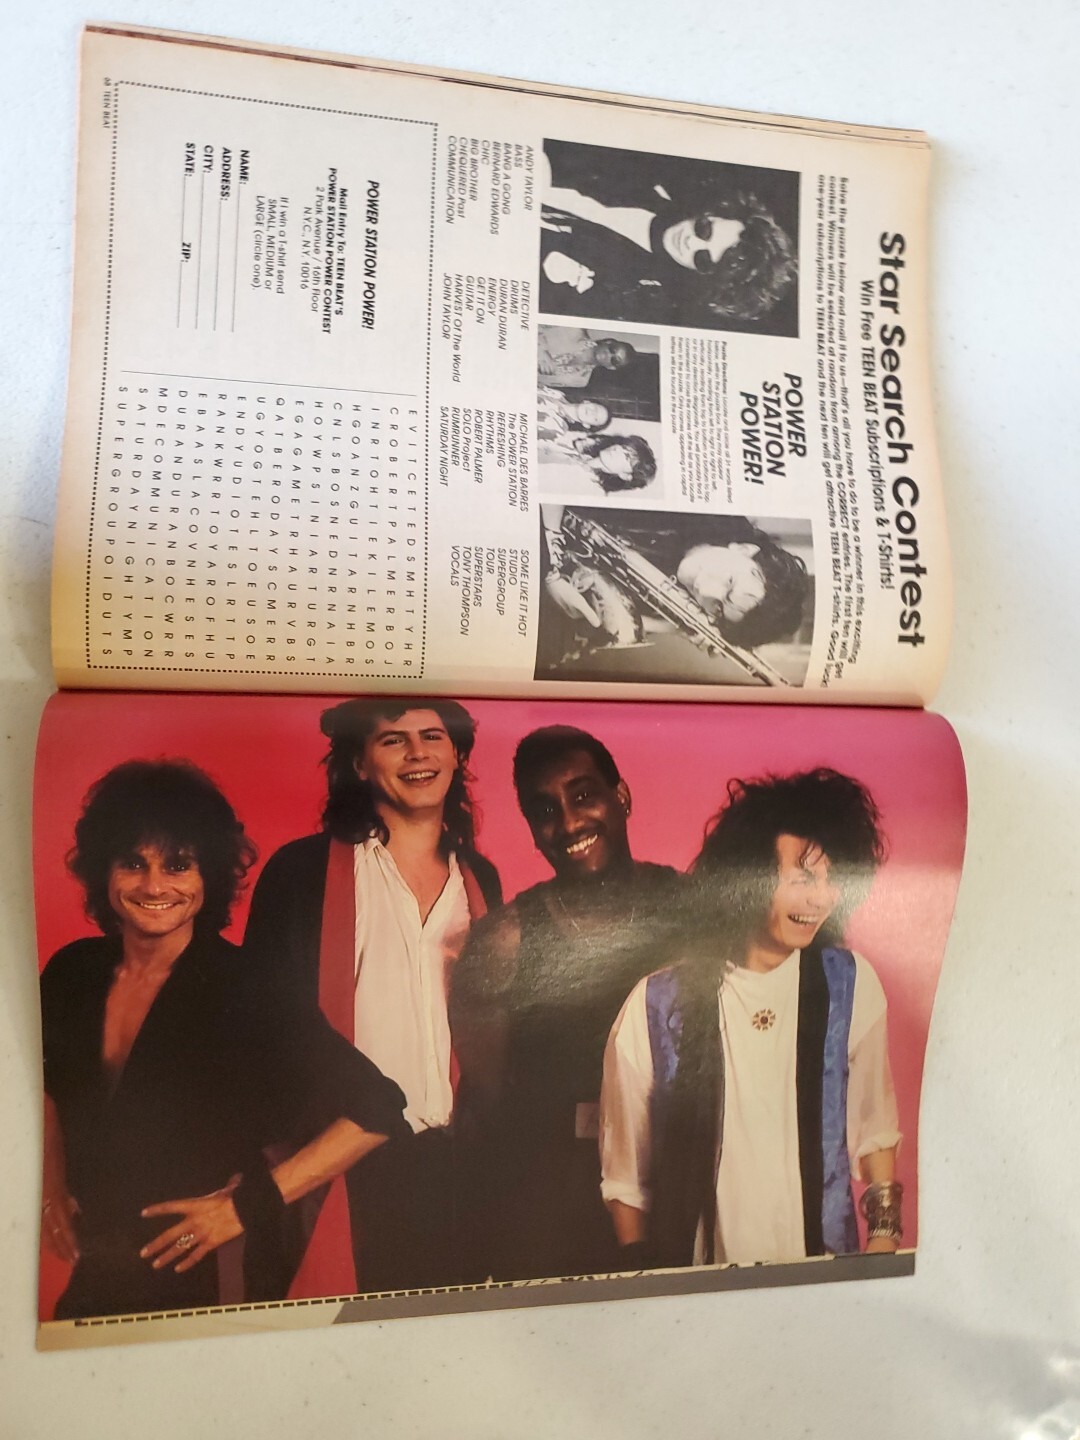 Star Search Contest
Win Free TEEN BEAT Subscriptions & T-Shirts!
Solve the puzzle below and mail it to us—that's all you have to do to be a winner in this exciting
contest. Winners will be selected at random from among the CORRECT entries. The first ten will get
one-year subscriptions to TEEN BEAT and the next ten will get attractive TEEN BEAT T-shirts. Good luck!
POWER
STATION
POWER!
ANDY TAYLOR
BASS
BANG A GONG
BERNARD EDWARDS
CHIC
BIG BROTHER
CHEQUERED Past
COMMUNICATION
DETECTIVE
DRUMS
DURAN DURAN
ENERGY
GET IT ON
GUITAR
HARVEST Of The World
JOHN TAYLOR
MICHAEL DES BARRES
The POWER STATION
REFRESHING
RHYTHMS
ROBERT PALMER
SOLO Project
RUMRUNNER
SATURDAY NIGHT
SOME LIKE IT HOT
STUDIO
SUPERGROUP
TOUR
SUPERSTARS
TONY THOMPSON
VOCALS
POWER STATION POWER!
Mail Entry To: TEEN BEAT'S
POWER STATION POWER CONTEST
2 Park Avenue / 16th Floor
N.Y.C., N.Y. 10016
If I win a T-shirt send
SMALL, MEDIUM or
LARGE (circle one).
NAME:
ADDRESS:
CITY:
STATE: ZIP:
E V I T C E T E D S M H T Y H R
C R O B E R T P A L M E R B O J
I N R T O H T I E K I L E M O S
H G O A N Z G U I T A R N H B R
C N L S B O S N E D N R N A I A
H O Y W P S I N I A R T U R G T
E G A G A M E T R H A U R V B S
Q A B E R O D A Y S C M E R R
U G Y O G T E H L T O E U S O E
E N D Y U D I O T E S L R T T P
R A N K W R R T O Y A R O F H U
E B A A S L A C O V N H E S E S
D U R A N D U R A N B O C W R R
M D E C O M M U N I C A T I O N
S A T U R D A Y N I G H T Y M P
S U P E R G R O U P O I D U T S
98 TEEN BEAT